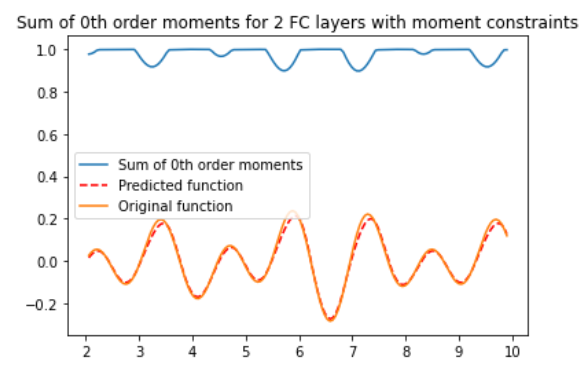 Sum of 0th order moments for 2 FC layers with moment constraints
1.0
0.8
0.6
0.4
0.2
0.0
−0.2
Sum of 0th order moments
Predicted function
Original function
2 3 4 5 6 7 8 9 10